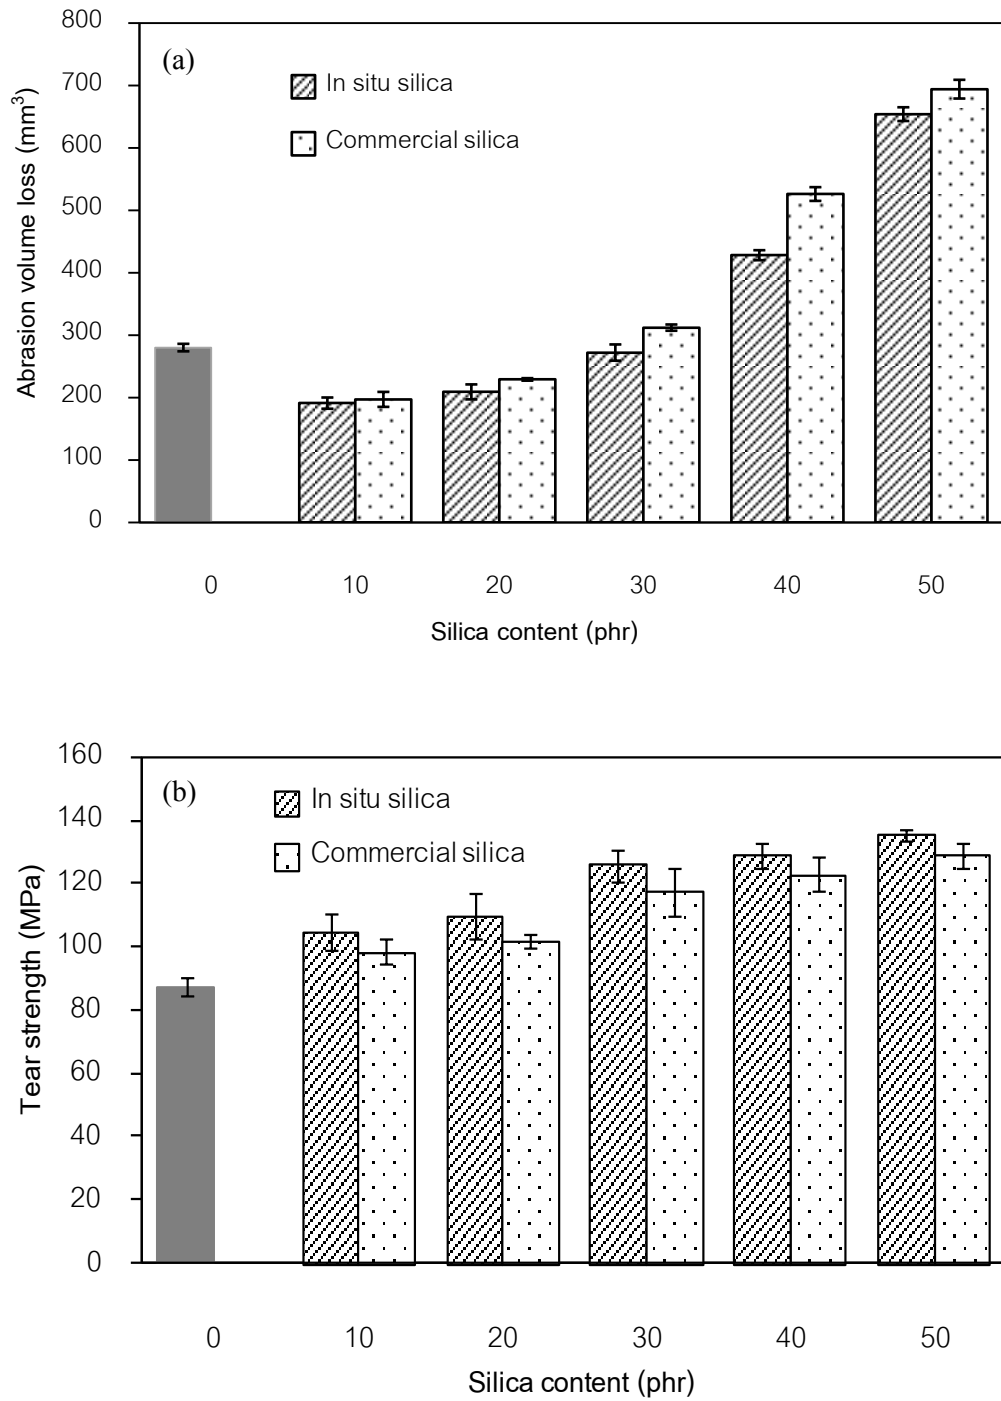 800
(a)
700
In situ silica
600
Commercial silica
500
400
300
200
100
0
Abrasion volume loss (mm³)
0 10 20 30 40 50
Silica content (phr)
160
(b)
In situ silica
140
Commercial silica
120
100
80
60
40
20
0
Tear strength (MPa)
0 10 20 30 40 50
Silica content (phr)